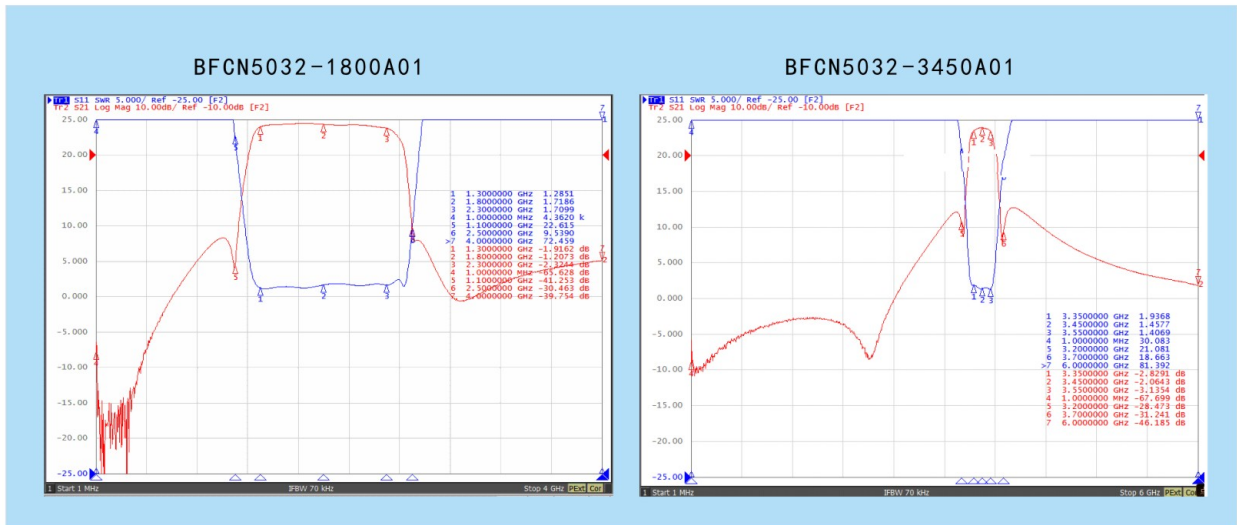 BFCN5032-1800A01
Tr1 S11 SWR 5.000/ Ref -25.00 [F2]
Tr2 S21 Log Mag 10.00dB/ Ref -10.00dB [F2]
25.00
20.00
15.00
10.00
5.000
0.000
-5.000
-10.00
-15.00
-20.00
-25.00
1 1.3000000 GHz 1.2851
2 1.8000000 GHz 1.7186
3 2.3000000 GHz 1.7099
4 1.0000000 MHz 4.3620 k
5 1.1000000 GHz 22.615
6 2.5000000 GHz 9.5390
>7 4.0000000 GHz 72.459
1 1.3000000 GHz -1.9162 dB
2 1.8000000 GHz -1.2073 dB
3 2.3000000 GHz -2.3244 dB
4 1.0000000 MHz -65.628 dB
5 1.1000000 GHz -41.253 dB
6 2.5000000 GHz -30.463 dB
7 4.0000000 GHz -39.754 dB
1 Start 1 MHz IFBW 70 kHz Stop 4 GHz PExt Cor
BFCN5032-3450A01
Tr1 S11 SWR 5.000/ Ref -25.00 [F2]
Tr2 S21 Log Mag 10.00dB/ Ref -10.00dB [F2]
25.00
20.00
15.00
10.00
5.000
0.000
-5.000
-10.00
-15.00
-20.00
-25.00
1 3.3500000 GHz 1.9368
2 3.4500000 GHz 1.4577
3 3.5500000 GHz 1.4069
4 1.0000000 MHz 30.083
5 3.2000000 GHz 21.081
6 3.7000000 GHz 18.663
>7 6.0000000 GHz 81.392
1 3.3500000 GHz -2.8291 dB
2 3.4500000 GHz -2.0643 dB
3 3.5500000 GHz -3.1354 dB
4 1.0000000 MHz -67.699 dB
5 3.2000000 GHz -28.473 dB
6 3.7000000 GHz -31.241 dB
7 6.0000000 GHz -46.185 dB
1 Start 1 MHz IFBW 70 kHz Stop 6 GHz PExt